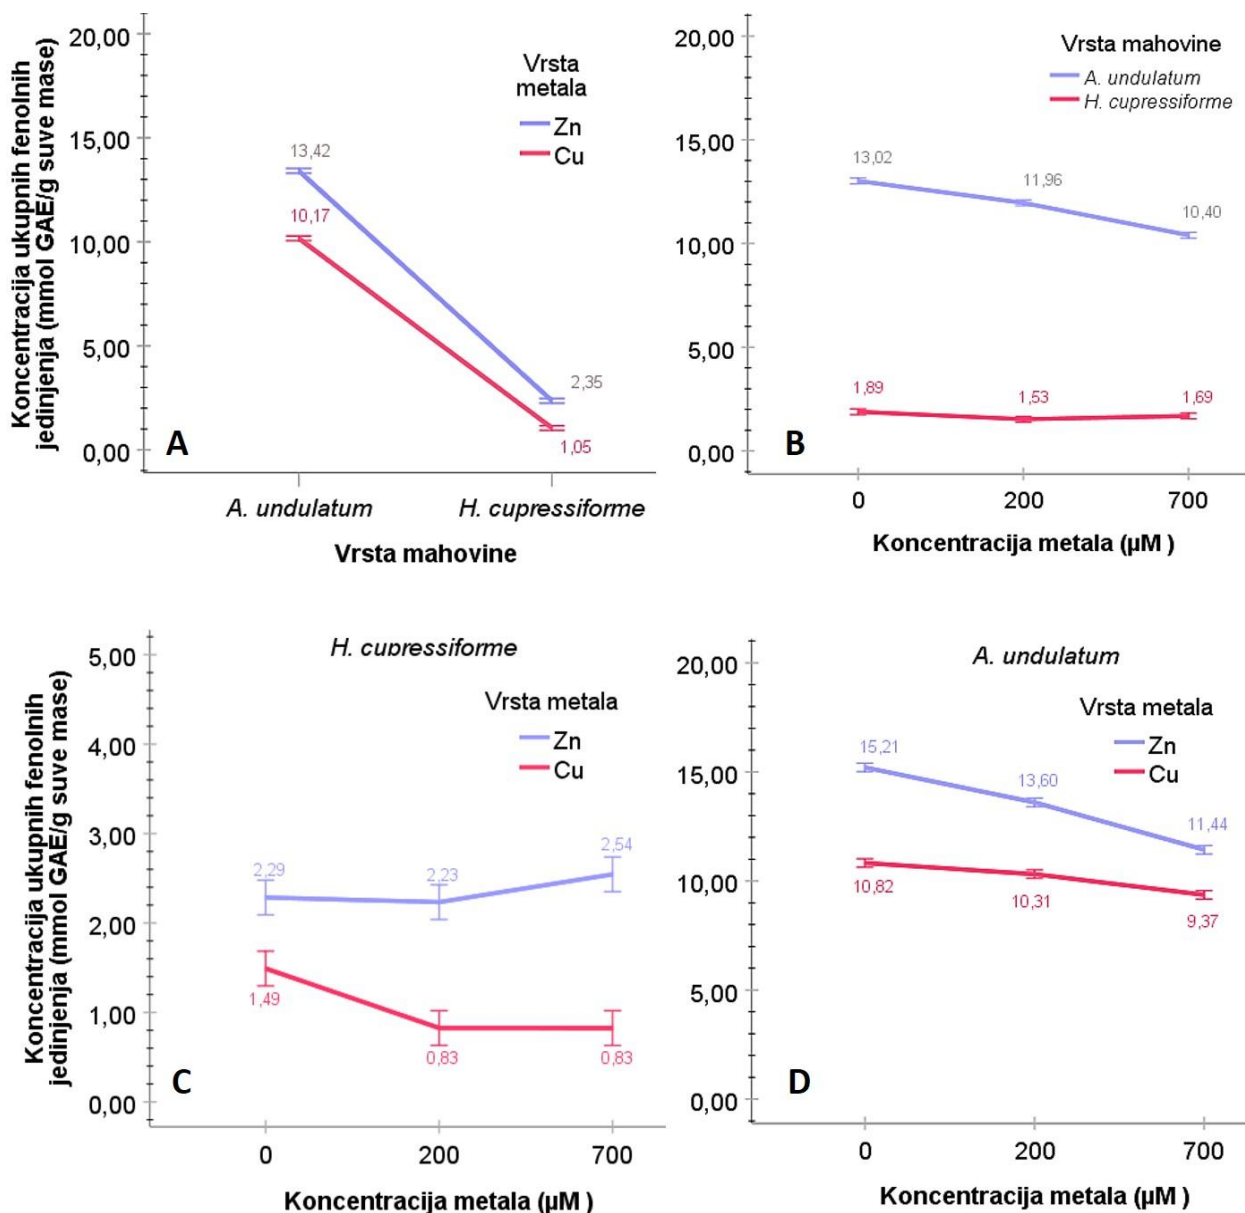 Koncentracija ukupnih fenolnih
jedinjenja (mmol GAE/g suve mase)
20,00
15,00
10,00
5,00
0,00
Vrsta
metala
Zn
Cu
13,42
10,17
2,35
1,05
A
A. undulatum
H. cupressiforme
Vrsta mahovine
20,00
15,00
10,00
5,00
0,00
Vrsta mahovine
A. undulatum
H. cupressiforme
13,02
11,96
10,40
1,89
1,53
1,69
B
0
200
700
Koncentracija metala (µM )
Koncentracija ukupnih fenolnih
jedinjenja (mmol GAE/g suve mase)
H. cupressiforme
5,00
4,00
3,00
2,00
1,00
0,00
Vrsta metala
Zn
Cu
2,29
2,23
2,54
1,49
0,83
0,83
C
0
200
700
Koncentracija metala (µM )
A. undulatum
20,00
15,00
10,00
5,00
0,00
Vrsta metala
Zn
Cu
15,21
13,60
11,44
10,82
10,31
9,37
D
0
200
700
Koncentracija metala (µM )